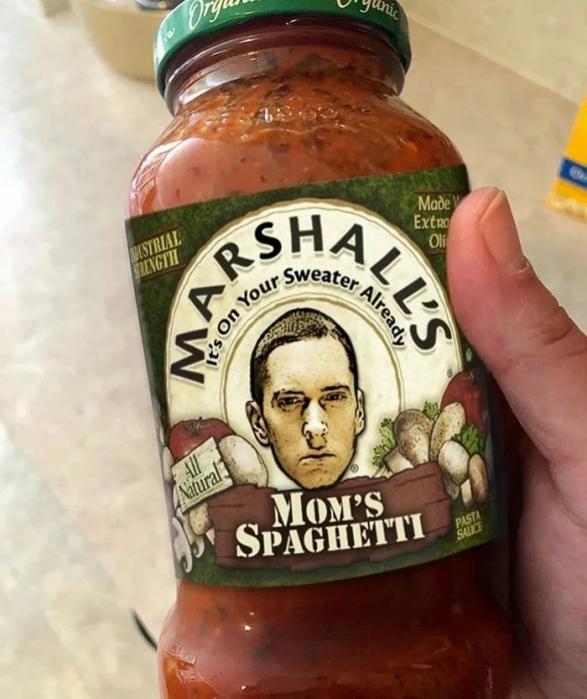 Organic
Organic
Made
Extra
INDUSTRIAL
STRENGTH
MARSHALL'S
It's On Your Sweater Already
All
Natural
MOM'S
SPAGHETTI
PASTA
SAUCE